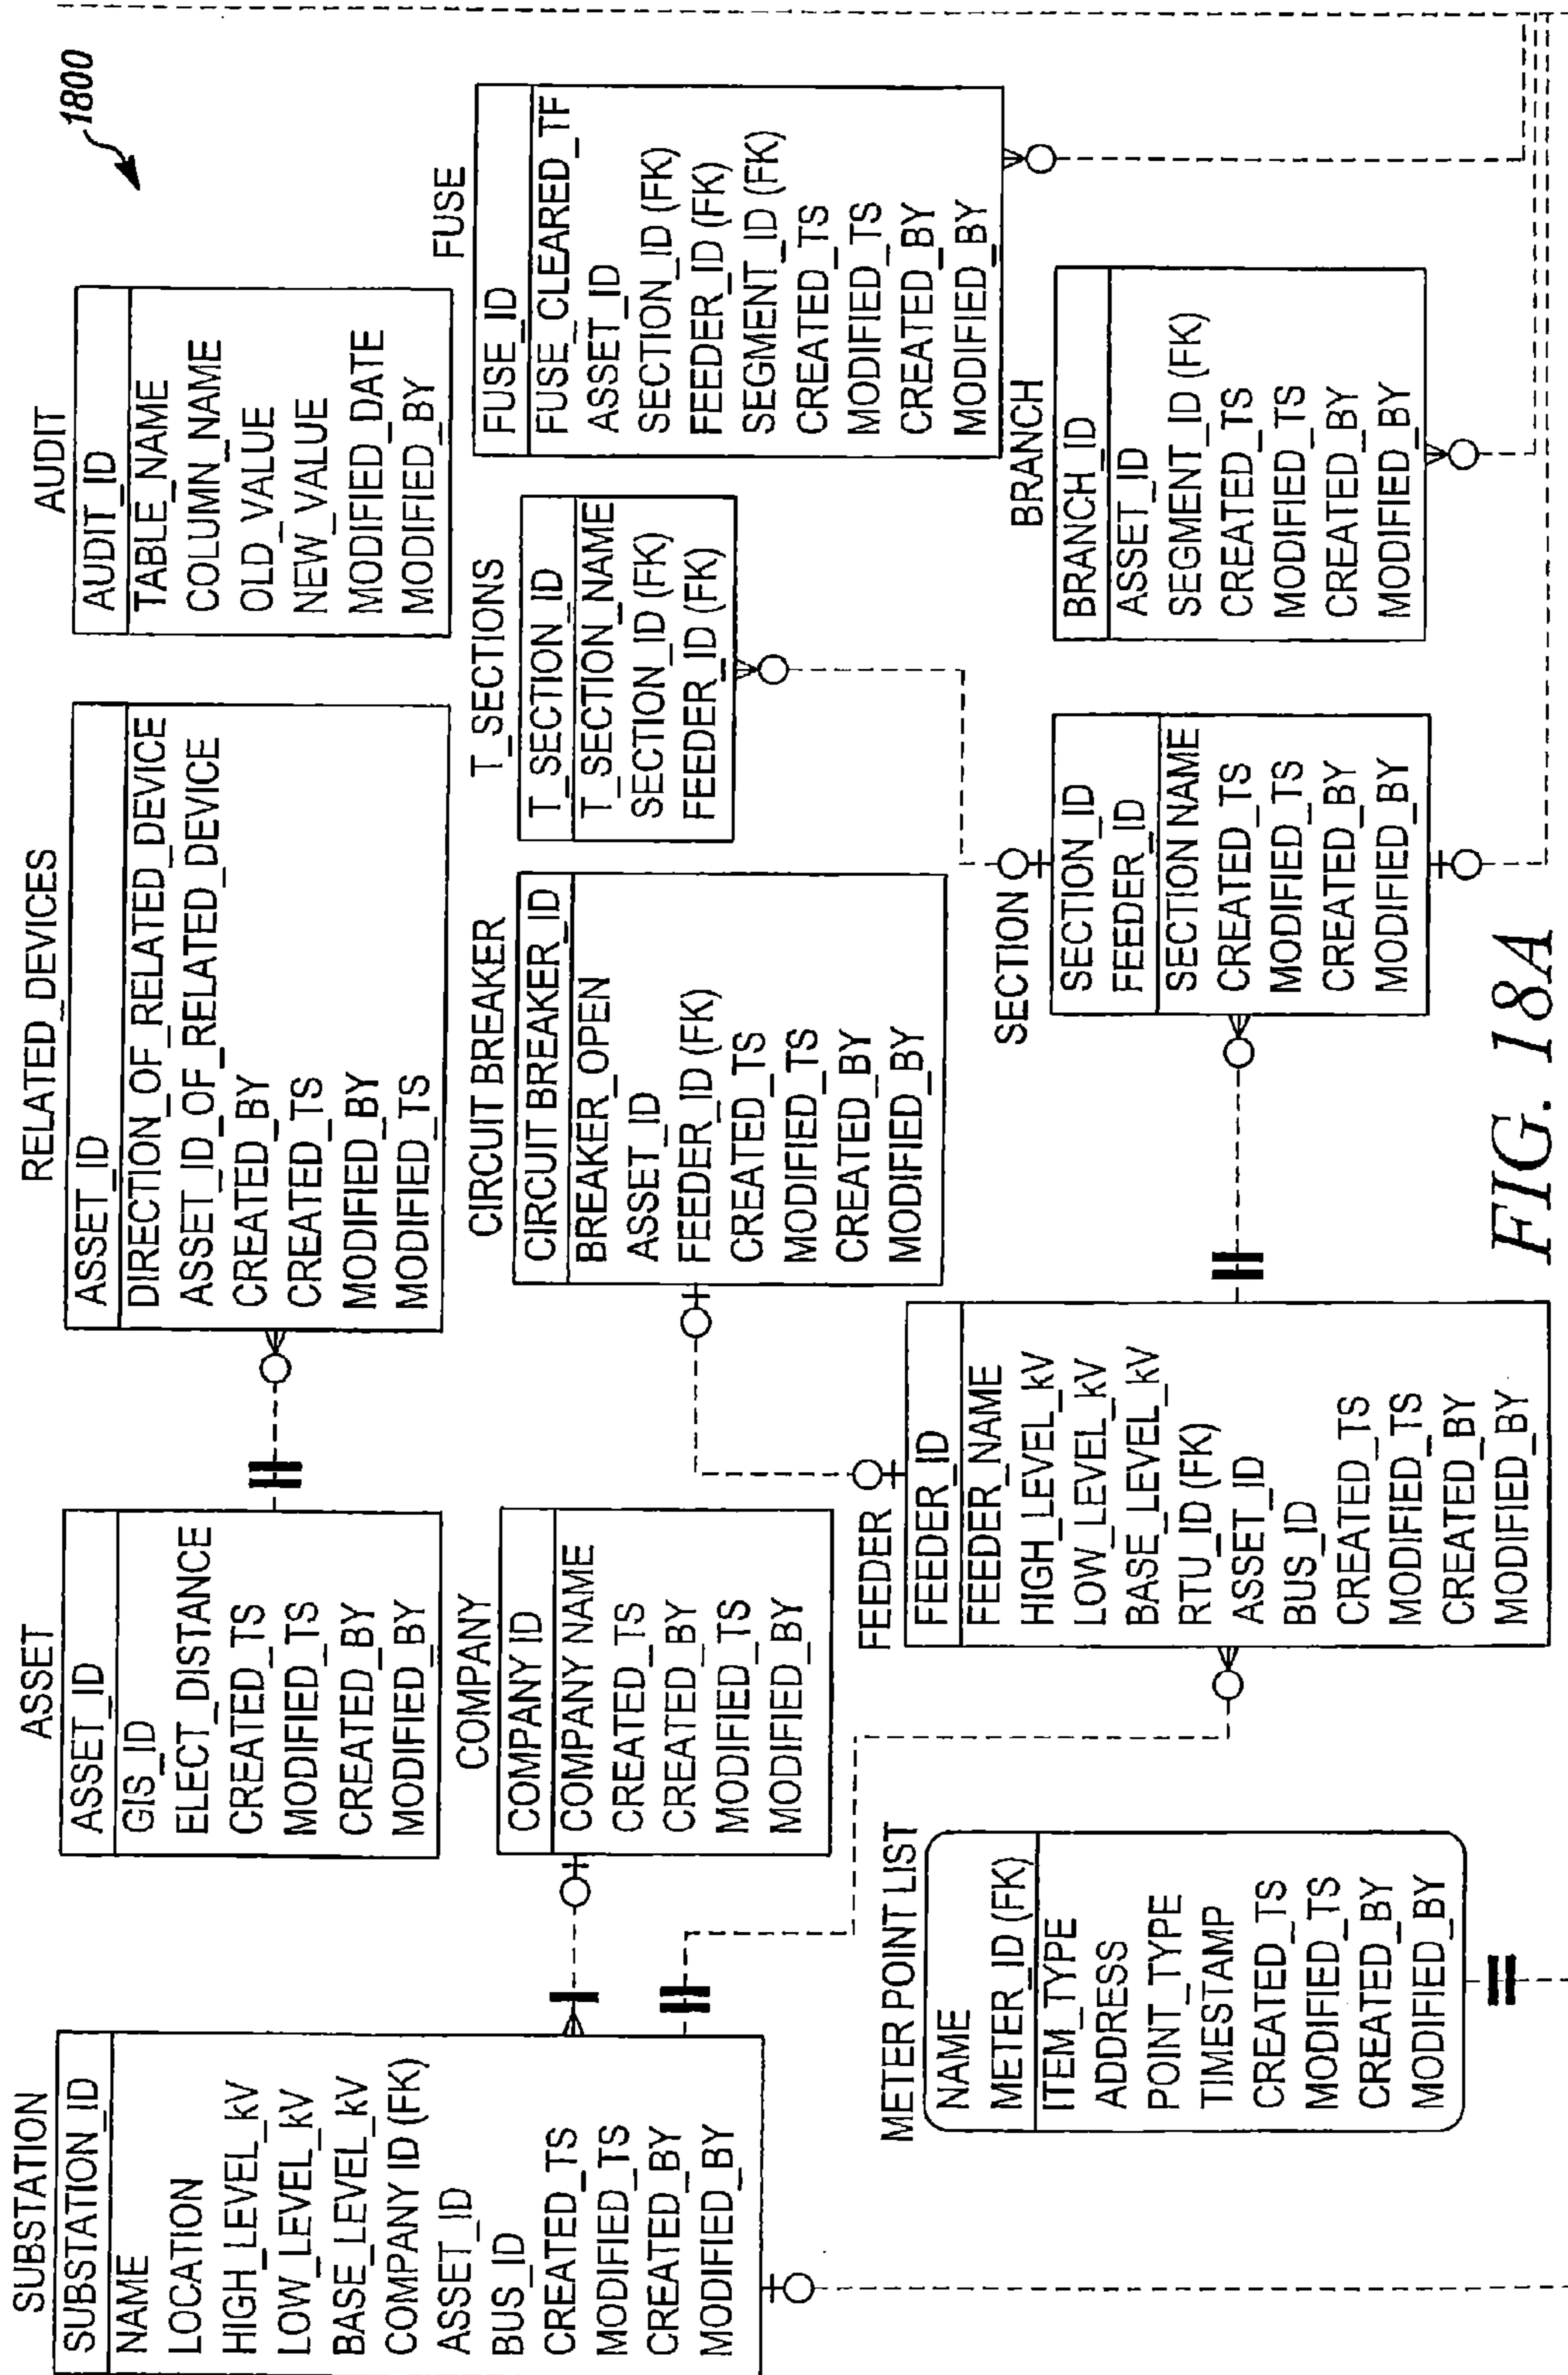 1800
SUBSTATION
SUBSTATION_ID
NAME
LOCATION
HIGH_LEVEL_kV
LOW_LEVEL_kV
BASE_LEVEL_kV
COMPANY ID (FK)
ASSET_ID
BUS_ID
CREATED_TS
MODIFIED_TS
CREATED_BY
MODIFIED_BY
ASSET
ASSET_ID
GIS_ID
ELECT_DISTANCE
CREATED_TS
MODIFIED_TS
CREATED_BY
MODIFIED_BY
RELATED_DEVICES
ASSET_ID
DIRECTION_OF_RELATED_DEVICE
ASSET_ID_OF_RELATED_DEVICE
CREATED_BY
CREATED_TS
MODIFIED_BY
MODIFIED_TS
AUDIT
AUDIT_ID
TABLE_NAME
COLUMN_NAME
OLD_VALUE
NEW_VALUE
MODIFIED_DATE
MODIFIED_BY
COMPANY
COMPANY ID
COMPANY NAME
CREATED_TS
CREATED_BY
MODIFIED_TS
MODIFIED_BY
CIRCUIT BREAKER
CIRCUIT BREAKER_ID
BREAKER_OPEN
ASSET_ID
FEEDER_ID (FK)
CREATED_TS
MODIFIED_TS
CREATED_BY
MODIFIED_BY
T_SECTIONS
T_SECTION_ID
T_SECTION_NAME
SECTION_ID (FK)
FEEDER_ID (FK)
FUSE
FUSE_ID
FUSE_CLEARED_TF
ASSET_ID
SECTION_ID (FK)
FEEDER_ID (FK)
SEGMENT_ID (FK)
CREATED_TS
MODIFIED_TS
CREATED_BY
MODIFIED_BY
METER POINT LIST
NAME
METER_ID (FK)
ITEM_TYPE
ADDRESS
POINT_TYPE
TIMESTAMP
CREATED_TS
MODIFIED_TS
CREATED_BY
MODIFIED_BY
FEEDER
FEEDER_ID
FEEDER_NAME
HIGH_LEVEL_kV
LOW_LEVEL_kV
BASE_LEVEL_kV
RTU_ID (FK)
ASSET_ID
BUS_ID
CREATED_TS
MODIFIED_TS
CREATED_BY
MODIFIED_BY
SECTION
SECTION_ID
FEEDER_ID
SECTION NAME
CREATED_TS
MODIFIED_TS
CREATED_BY
MODIFIED_BY
BRANCH
BRANCH_ID
ASSET_ID
SEGMENT_ID (FK)
CREATED_TS
MODIFIED_TS
CREATED_BY
MODIFIED_BY
FIG. 18A